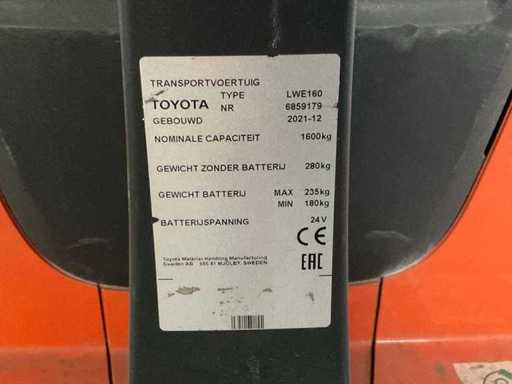 TRANSPORTVOERTUIG
TOYOTA TYPE LWE160
NR 6859179
GEBOUWD 2021-12
NOMINALE CAPACITEIT 1600kg
GEWICHT ZONDER BATTERIJ 280kg
GEWICHT BATTERIJ MAX 235kg
MIN 180kg
BATTERIJSPANNING 24V
CE
Toyota Material Handling Manufacturing
Sweden AB 595 81 MJÖLBY, SWEDEN
EAC